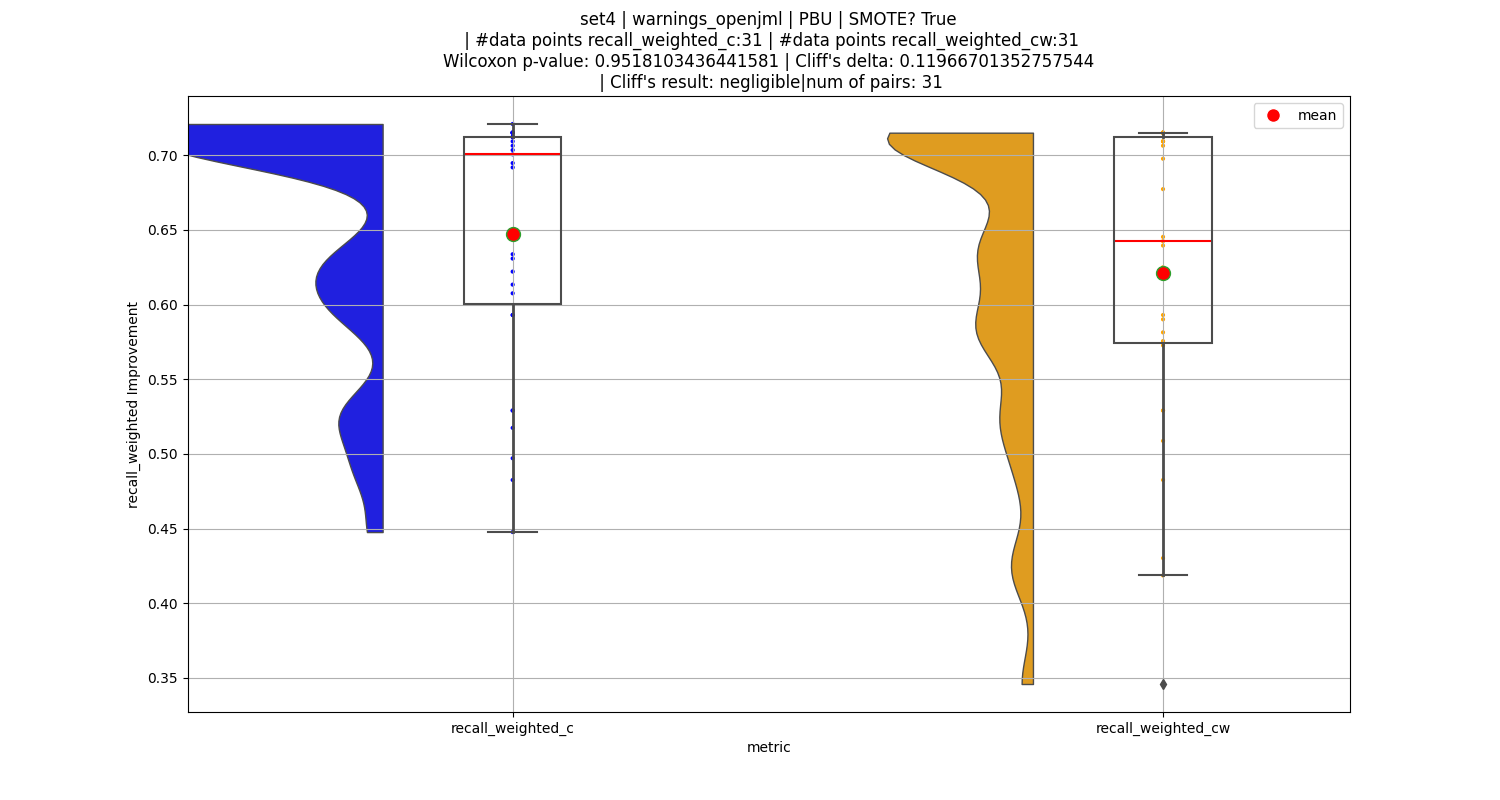 set4 | warnings_openjml | PBU | SMOTE? True
| #data points recall_weighted_c:31 | #data points recall_weighted_cw:31
Wilcoxon p-value: 0.9518103436441581 | Cliff's delta: 0.11966701352757544
| Cliff's result: negligible|num of pairs: 31
mean
0.70
0.65
0.60
0.55
0.50
0.45
0.40
0.35
recall_weighted Improvement
recall_weighted_c
recall_weighted_cw
metric